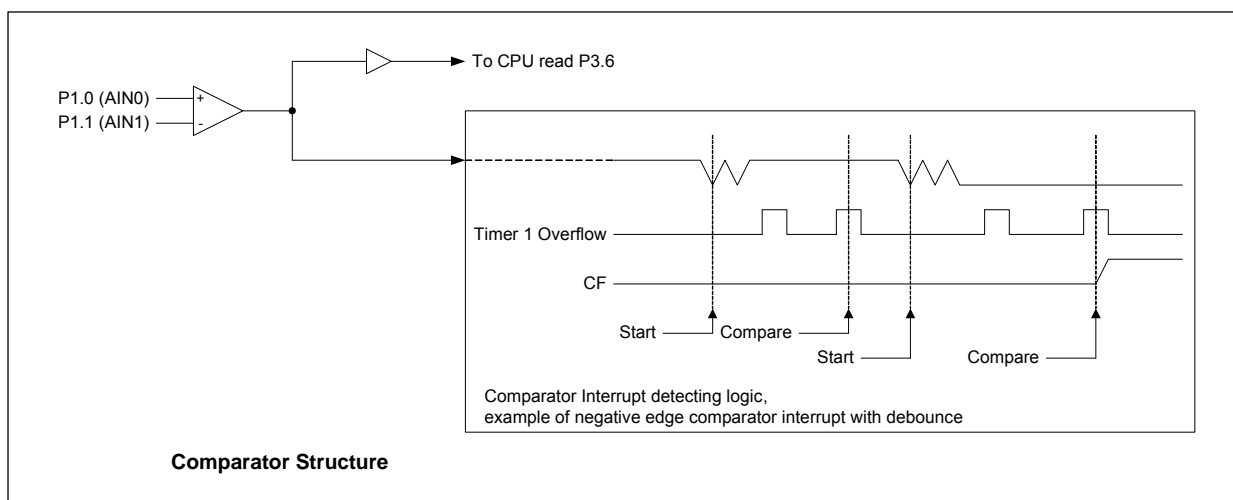 To CPU read P3.6
P1.0 (AIN0)
+
P1.1 (AIN1)
-
Timer 1 Overflow
CF
Start
Compare
Start
Compare
Comparator Interrupt detecting logic,
example of negative edge comparator interrupt with debounce
Comparator Structure